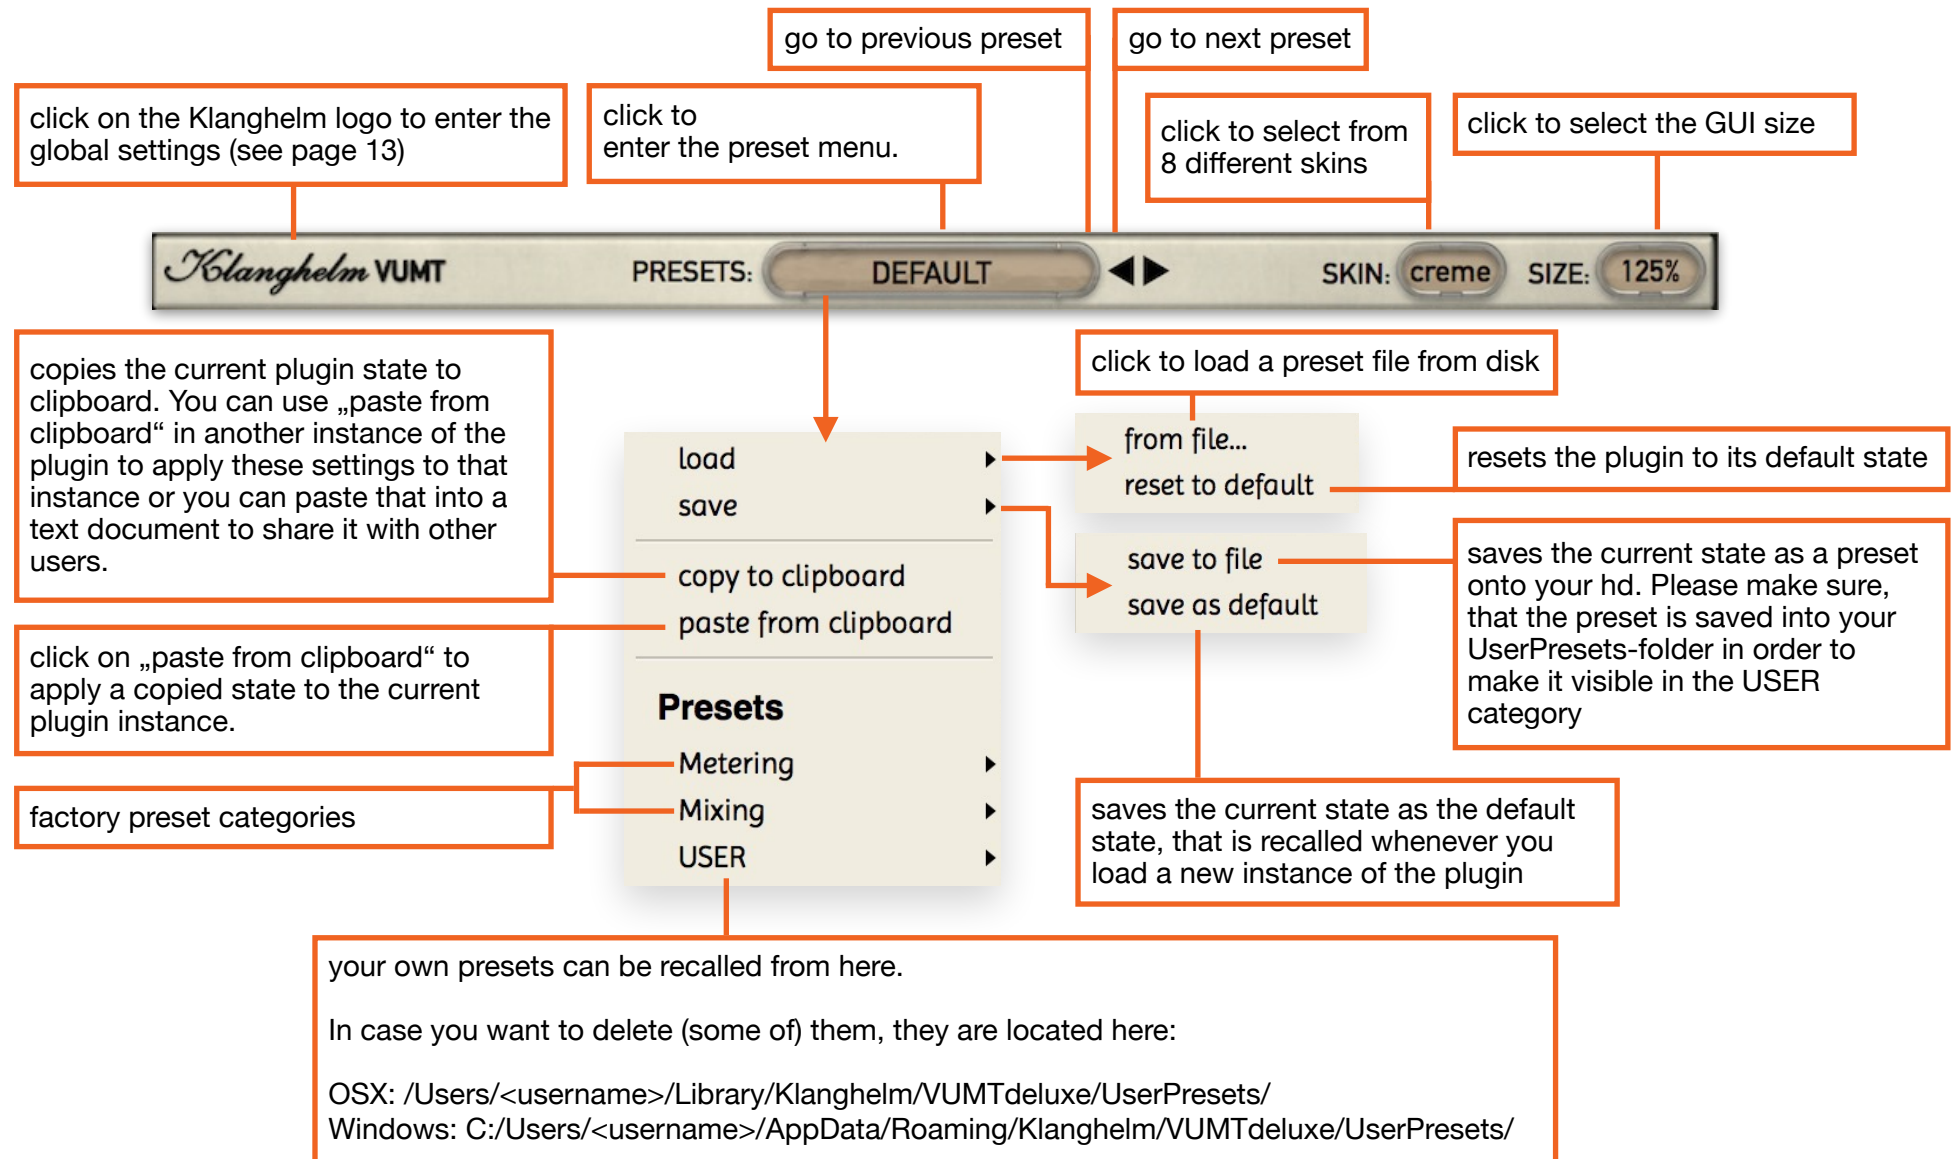 go to previous preset
go to next preset
click on the Klanghelm logo to enter the
global settings (see page 13)
click to
enter the preset menu.
click to select from
8 different skins
click to select the GUI size
Klanghelm VUMT
PRESETS:
DEFAULT
SKIN:
creme
SIZE:
125%
copies the current plugin state to
clipboard. You can use „paste from
clipboard“ in another instance of the
plugin to apply these settings to that
instance or you can paste that into a
text document to share it with other
users.
click to load a preset file from disk
load
save
copy to clipboard
paste from clipboard
Presets
Metering
Mixing
USER
from file...
reset to default
resets the plugin to its default state
save to file
save as default
saves the current state as a preset
onto your hd. Please make sure,
that the preset is saved into your
UserPresets-folder in order to
make it visible in the USER
category
click on „paste from clipboard“ to
apply a copied state to the current
plugin instance.
factory preset categories
saves the current state as the default
state, that is recalled whenever you
load a new instance of the plugin
your own presets can be recalled from here.
In case you want to delete (some of) them, they are located here:
OSX: /Users/<username>/Library/Klanghelm/VUMTdeluxe/UserPresets/
Windows: C:/Users/<username>/AppData/Roaming/Klanghelm/VUMTdeluxe/UserPresets/